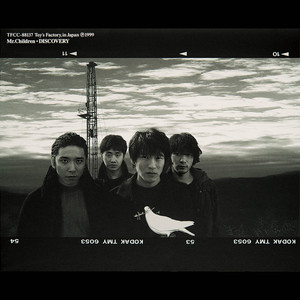 TFCC-88137 Toy's Factory, in Japan ℗1999
Mr.Children • DISCOVERY
11
10
54
KODAK TMY 6053
53
KODAK TMY 6053